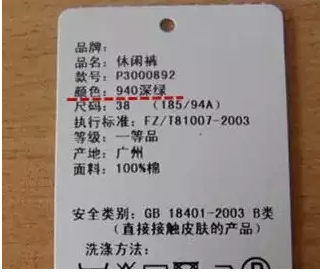 品牌:
品名: 休闲裤
款号: P3000892
颜色: 940深绿
尺码: 38 (185/94A)
执行标准: FZ/T81007-2003
等级: 一等品
产地: 广州
面料: 100%棉
安全类别: GB 18401-2003 B类
(直接接触皮肤的产品)
洗涤方法: